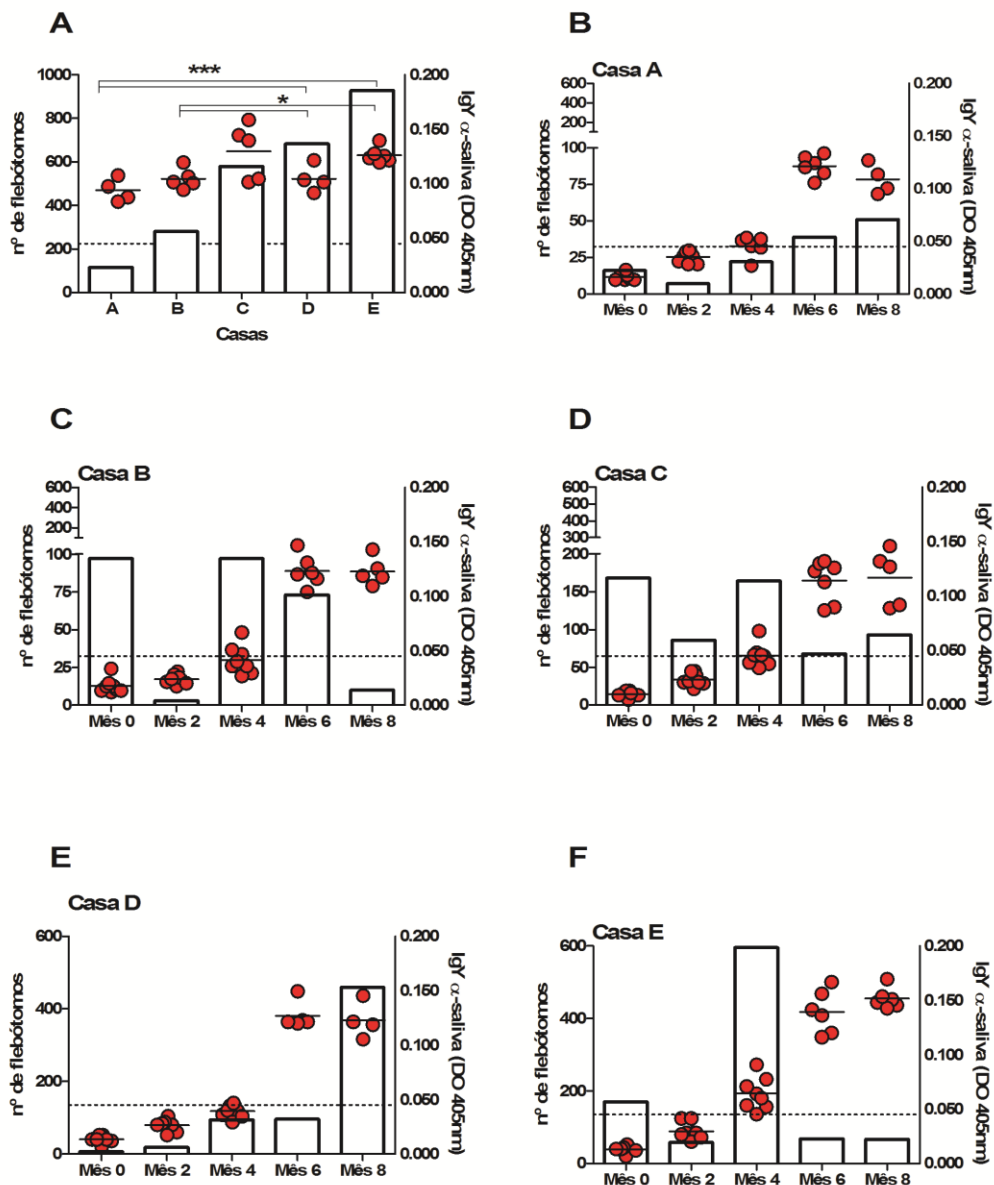 A
nº de flebótomos
1000
800
600
400
200
0
***
*
0.200
0.150
0.100
0.050
0.000
IgY α-saliva (DO 405nm)
A B C D E
Casas
B
Casa A
nº de flebótomos
600
400
200
100
75
50
25
0
0.200
0.150
0.100
0.050
0.000
IgY α-saliva (DO 405nm)
Mês 0 Mês 2 Mês 4 Mês 6 Mês 8
C
Casa B
nº de flebótomos
600
400
200
100
75
50
25
0
0.200
0.150
0.100
0.050
0.000
IgY α-saliva (DO 405nm)
Mês 0 Mês 2 Mês 4 Mês 6 Mês 8
D
Casa C
nº de flebótomos
600
500
400
300
200
150
100
50
0
0.200
0.150
0.100
0.050
0.000
IgY α-saliva (DO 405nm)
Mês 0 Mês 2 Mês 4 Mês 6 Mês 8
E
Casa D
nº de flebótomos
600
400
200
0
0.200
0.150
0.100
0.050
0.000
IgY α-saliva (DO 405nm)
Mês 0 Mês 2 Mês 4 Mês 6 Mês 8
F
Casa E
nº de flebótomos
600
400
200
0
0.200
0.150
0.100
0.050
0.000
IgY α-saliva (DO 405nm)
Mês 0 Mês 2 Mês 4 Mês 6 Mês 8